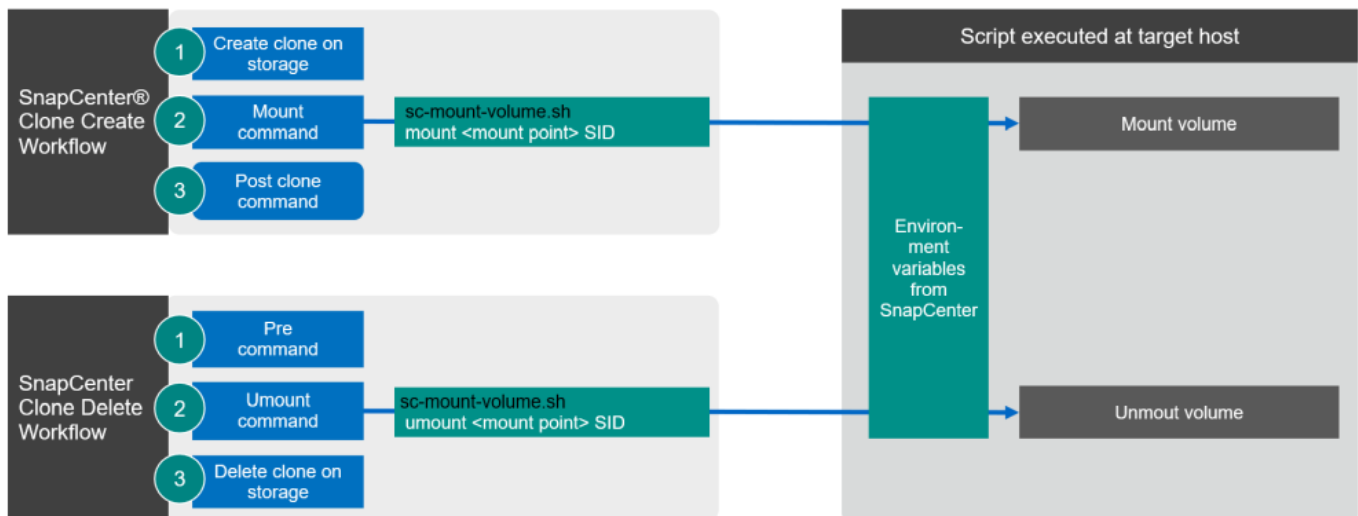 SnapCenter®
Clone Create
Workflow
1
Create clone on
storage
2
Mount
command
sc-mount-volume.sh
mount <mount point> SID
3
Post clone
command
Script executed at target host
Environ-
ment
variables
from
SnapCenter
Mount volume
Unmout volume
SnapCenter
Clone Delete
Workflow
1
Pre
command
2
Umount
command
sc-mount-volume.sh
umount <mount point> SID
3
Delete clone on
storage